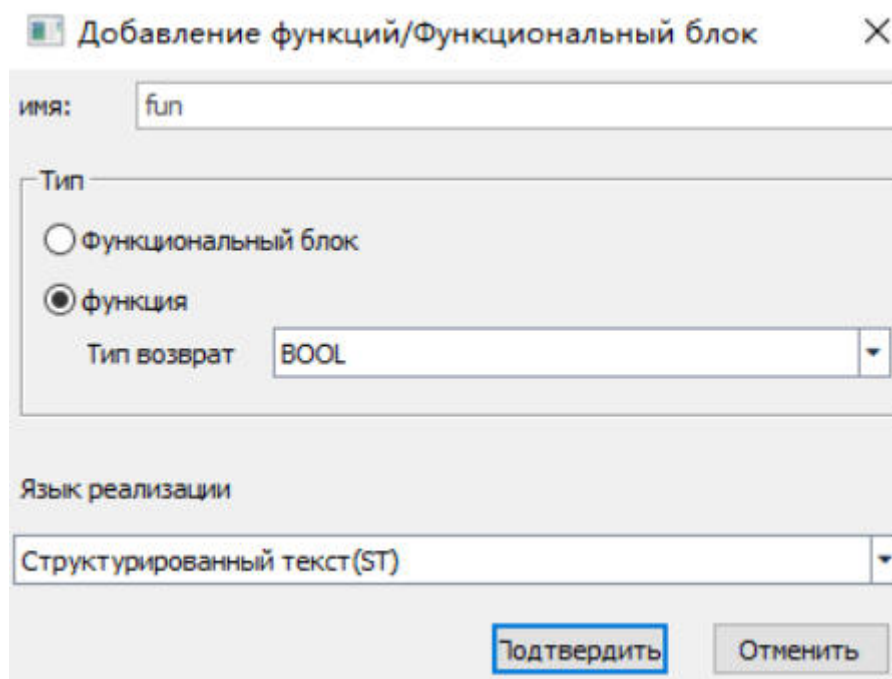 Добавление функций/Функциональный блок
имя: fun
Тип
Функциональный блок
функция
Тип возврат BOOL
Язык реализации
Структурированный текст(ST)
Подтвердить Отменить